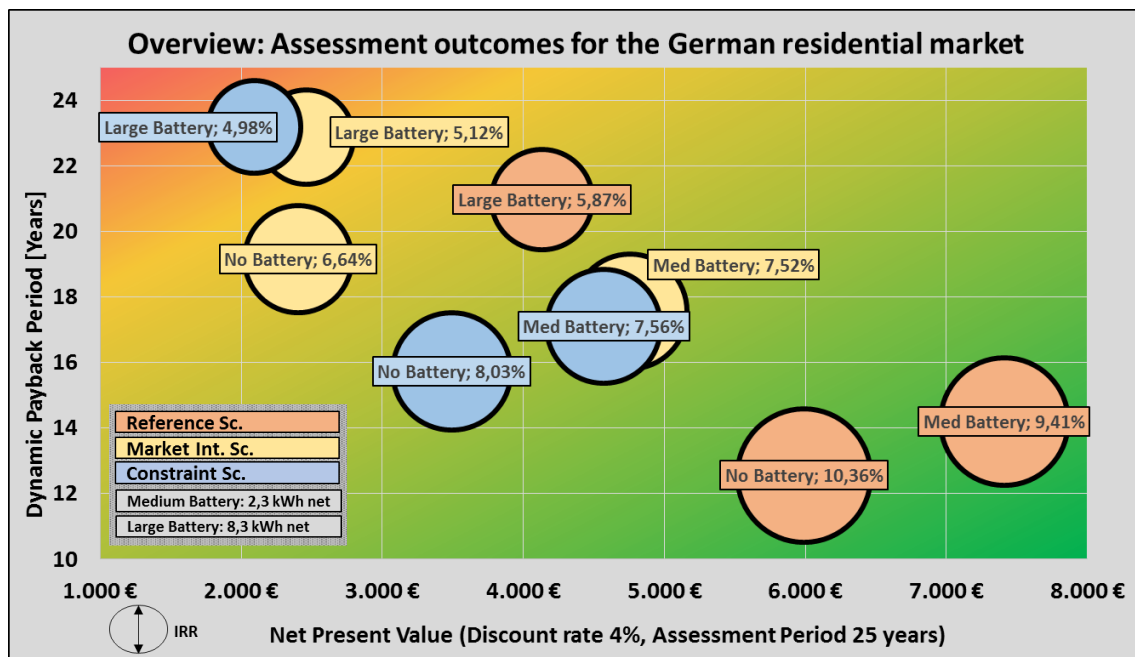 Overview: Assessment outcomes for the German residential market
Dynamic Payback Period [Years]
24
22
20
18
16
14
12
10
Large Battery; 4,98%
Large Battery; 5,12%
Large Battery; 5,87%
No Battery; 6,64%
Med Battery; 7,52%
Med Battery; 7,56%
No Battery; 8,03%
Med Battery; 9,41%
No Battery; 10,36%
Reference Sc.
Market Int. Sc.
Constraint Sc.
Medium Battery: 2,3 kWh net
Large Battery: 8,3 kWh net
1.000 €
2.000 €
3.000 €
4.000 €
5.000 €
6.000 €
7.000 €
8.000 €
IRR
Net Present Value (Discount rate 4%, Assessment Period 25 years)